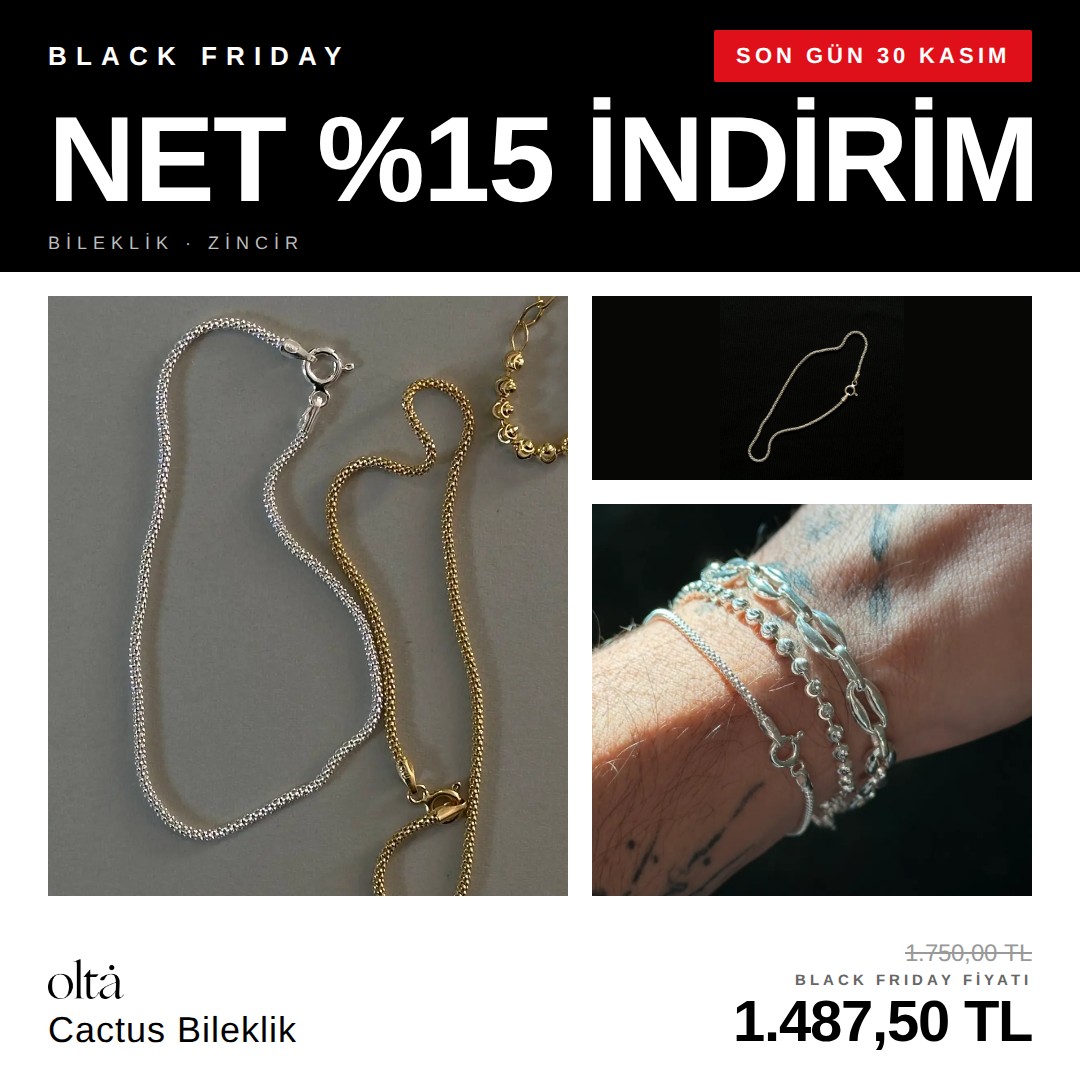 BLACK FRIDAY
SON GÜN 30 KASIM
NET %15 İNDİRİM
BİLEKLİK · ZİNCİR
olta
Cactus Bileklik
1.750,00 TL
BLACK FRIDAY FİYATI
1.487,50 TL